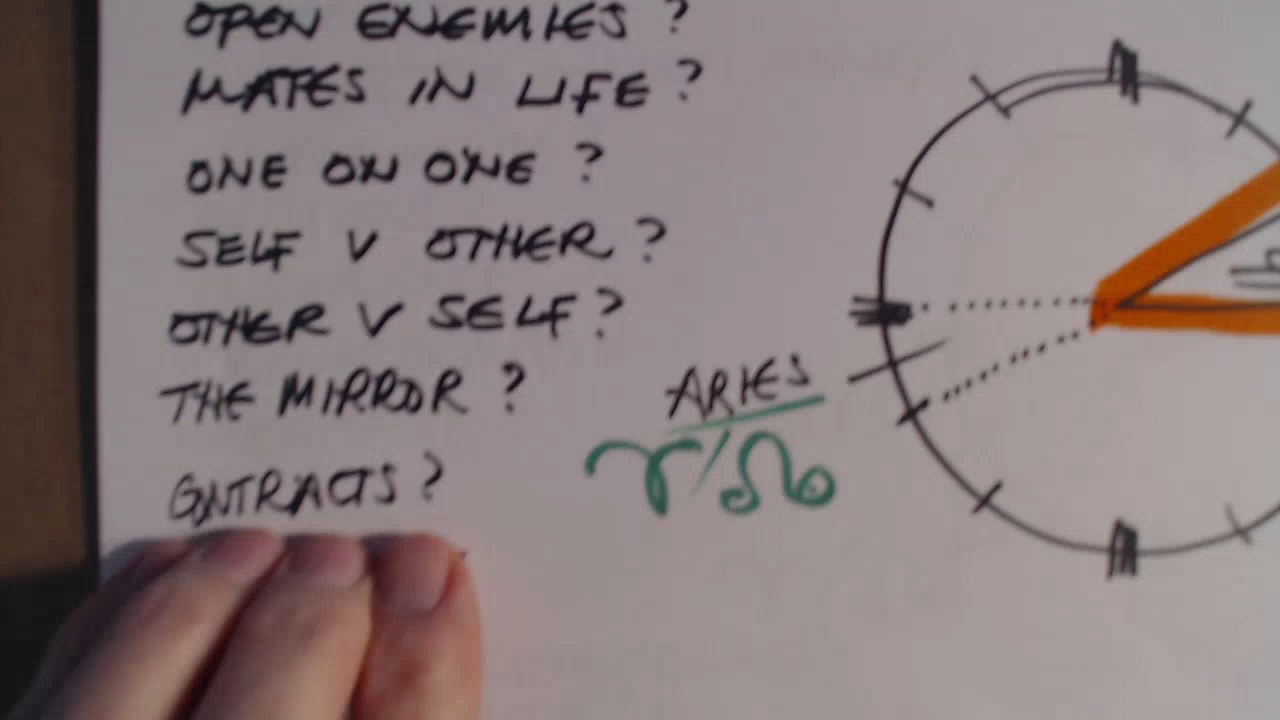 OPEN ENEMIES ?
MATES IN LIFE ?
ONE ON ONE ?
SELF V OTHER ?
OTHER V SELF ?
THE MIRROR ?
CONTRACTS ?
ARIES
♈/☊